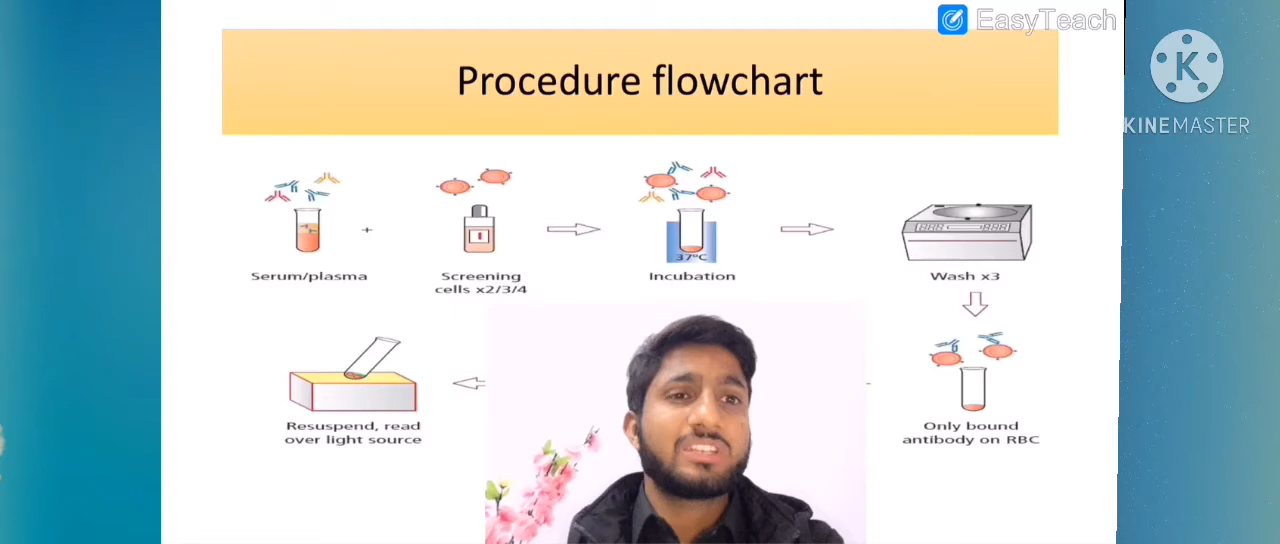 EasyTeach
K
KINEMASTER
Procedure flowchart
37°C
Serum/plasma
+
Screening
cells x2/3/4
Incubation
Wash x3
Resuspend, read
over light source
Only bound
antibody on RBC